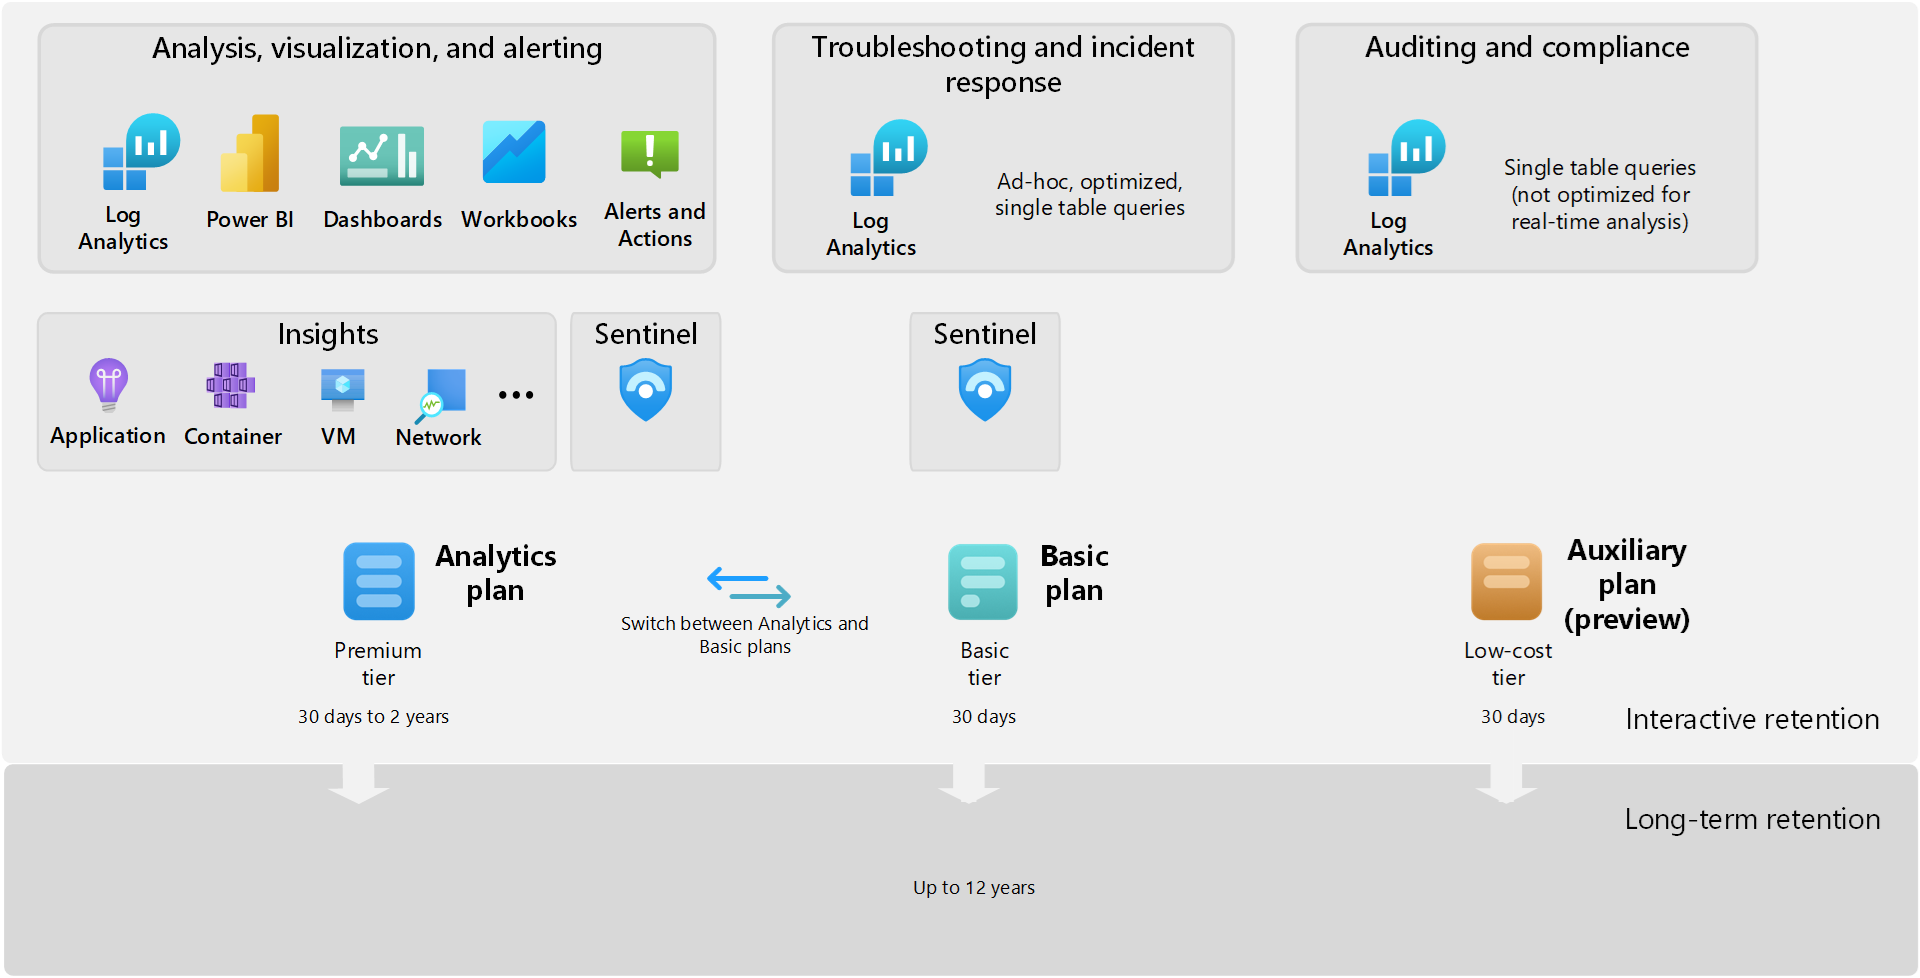 Analysis, visualization, and alerting
Log
Analytics
Power BI
Dashboards
Workbooks
Alerts and
Actions
Troubleshooting and incident
response
Log
Analytics
Ad-hoc, optimized,
single table queries
Auditing and compliance
Log
Analytics
Single table queries
(not optimized for
real-time analysis)
Insights
Application
Container
VM
Network
...
Sentinel
Sentinel
Analytics
plan
Premium
tier
30 days to 2 years
Switch between Analytics and
Basic plans
Basic
plan
Basic
tier
30 days
Auxiliary
plan
(preview)
Low-cost
tier
30 days
Interactive retention
Long-term retention
Up to 12 years